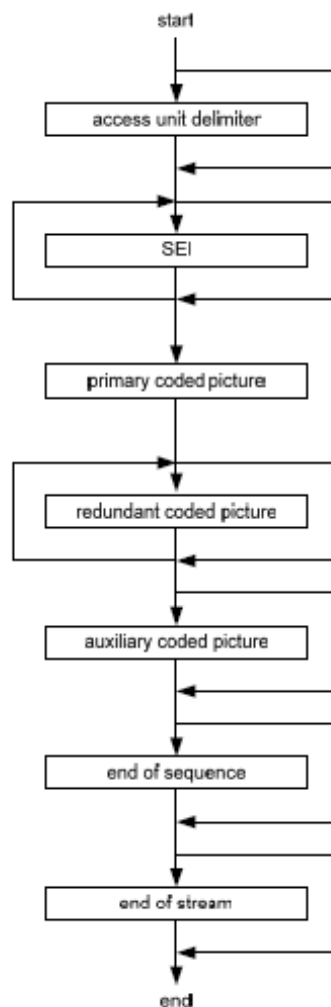 start
access unit delimiter
SEI
primary coded picture
redundant coded picture
auxiliary coded picture
end of sequence
end of stream
end